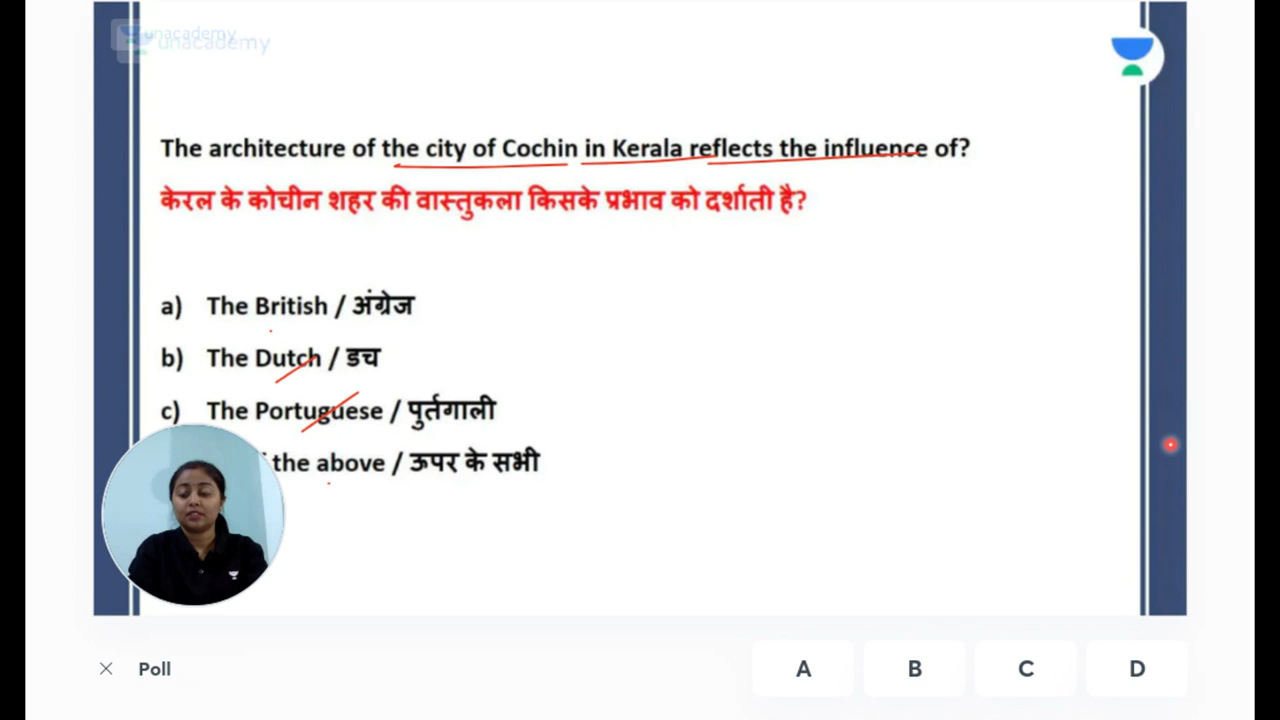 unacademy
unacademy
The architecture of the city of Cochin in Kerala reflects the influence of?
केरल के कोचीन शहर की वास्तुकला किसके प्रभाव को दर्शाती है?
a) The British / अंग्रेज
b) The Dutch / डच
c) The Portuguese / पुर्तगाली
the above / ऊपर के सभी
Poll
A
B
C
D